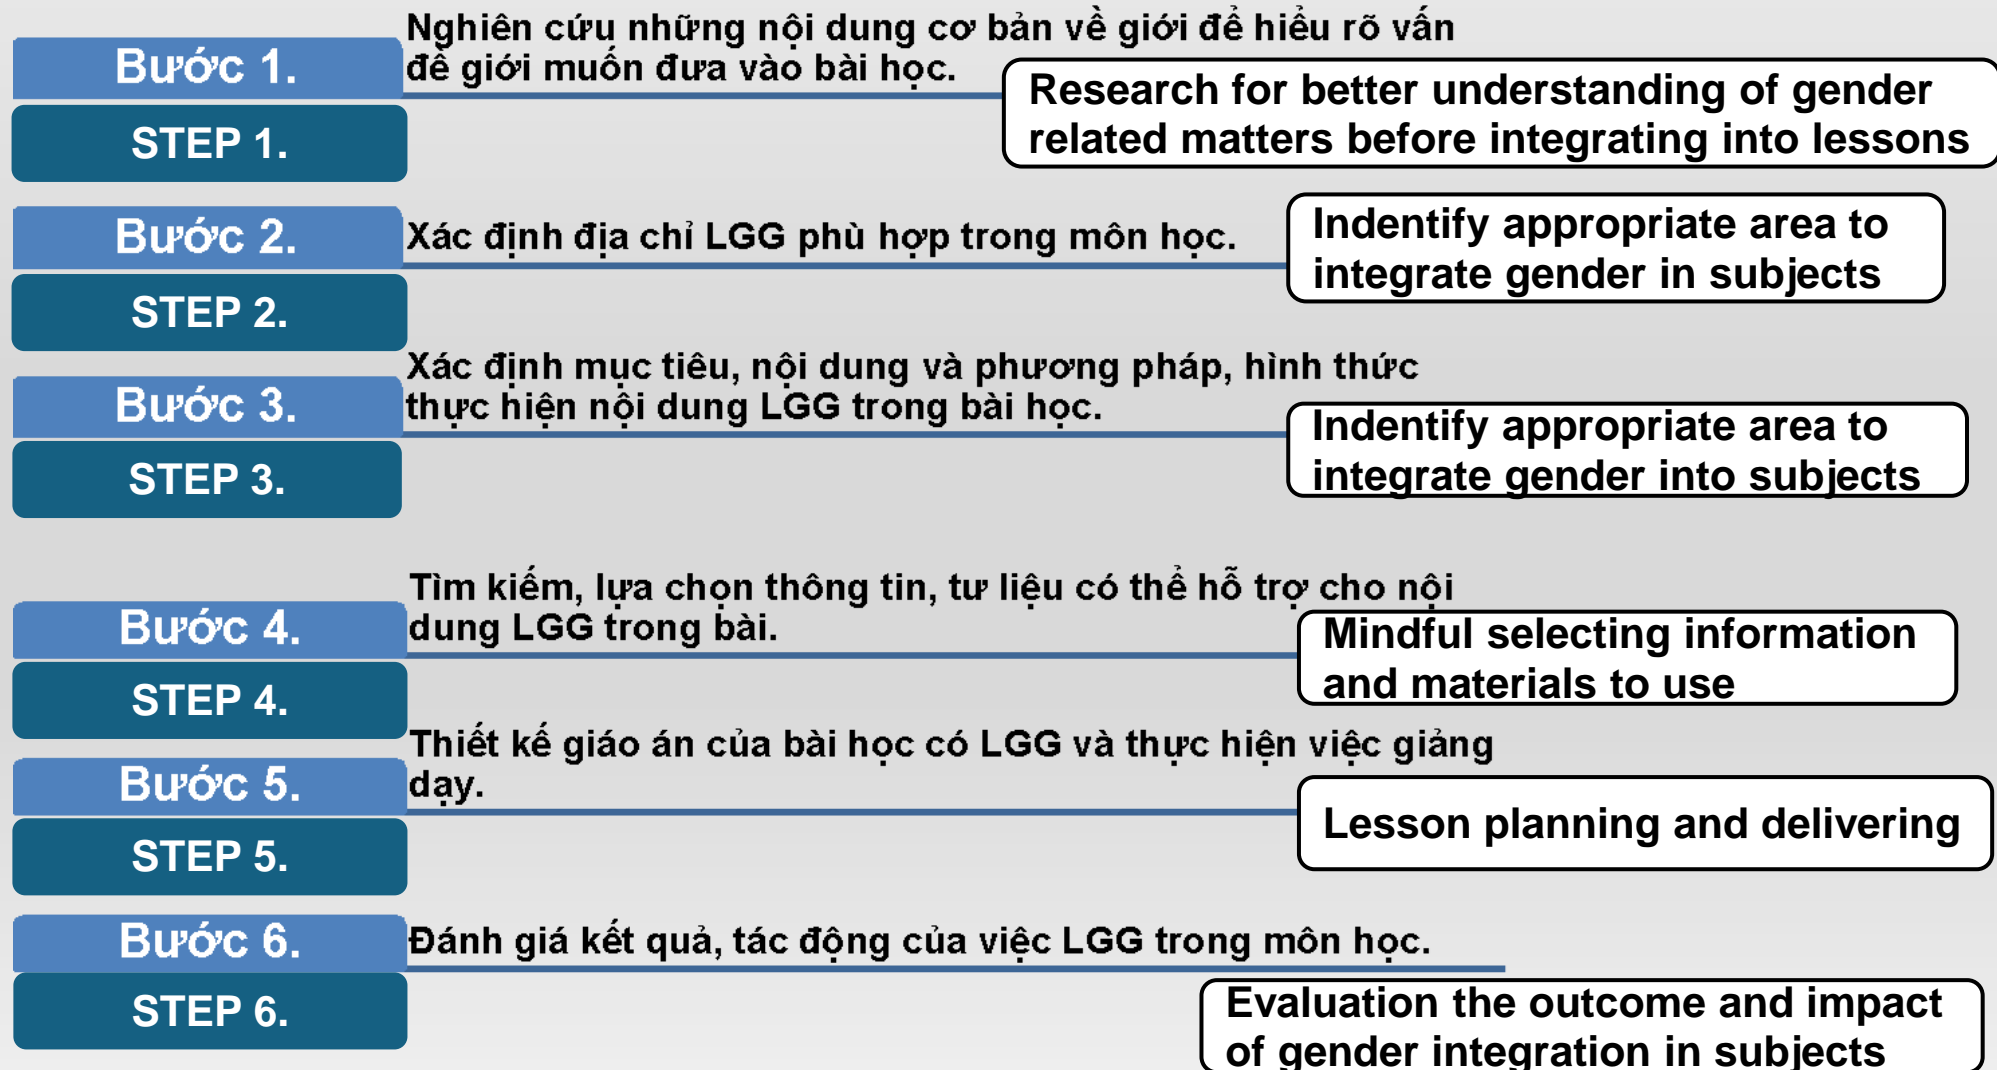 Bước 1.
Nghiên cứu những nội dung cơ bản về giới để hiểu rõ vấn
đề giới muốn đưa vào bài học.
STEP 1.
Research for better understanding of gender
related matters before integrating into lessons
Bước 2.
Xác định địa chỉ LGG phù hợp trong môn học.
STEP 2.
Indentify appropriate area to
integrate gender in subjects
Bước 3.
Xác định mục tiêu, nội dung và phương pháp, hình thức
thực hiện nội dung LGG trong bài học.
STEP 3.
Indentify appropriate area to
integrate gender into subjects
Bước 4.
Tìm kiếm, lựa chọn thông tin, tư liệu có thể hỗ trợ cho nội
dung LGG trong bài.
STEP 4.
Mindful selecting information
and materials to use
Bước 5.
Thiết kế giáo án của bài học có LGG và thực hiện việc giảng
dạy.
STEP 5.
Lesson planning and delivering
Bước 6.
Đánh giá kết quả, tác động của việc LGG trong môn học.
STEP 6.
Evaluation the outcome and impact
of gender integration in subjects